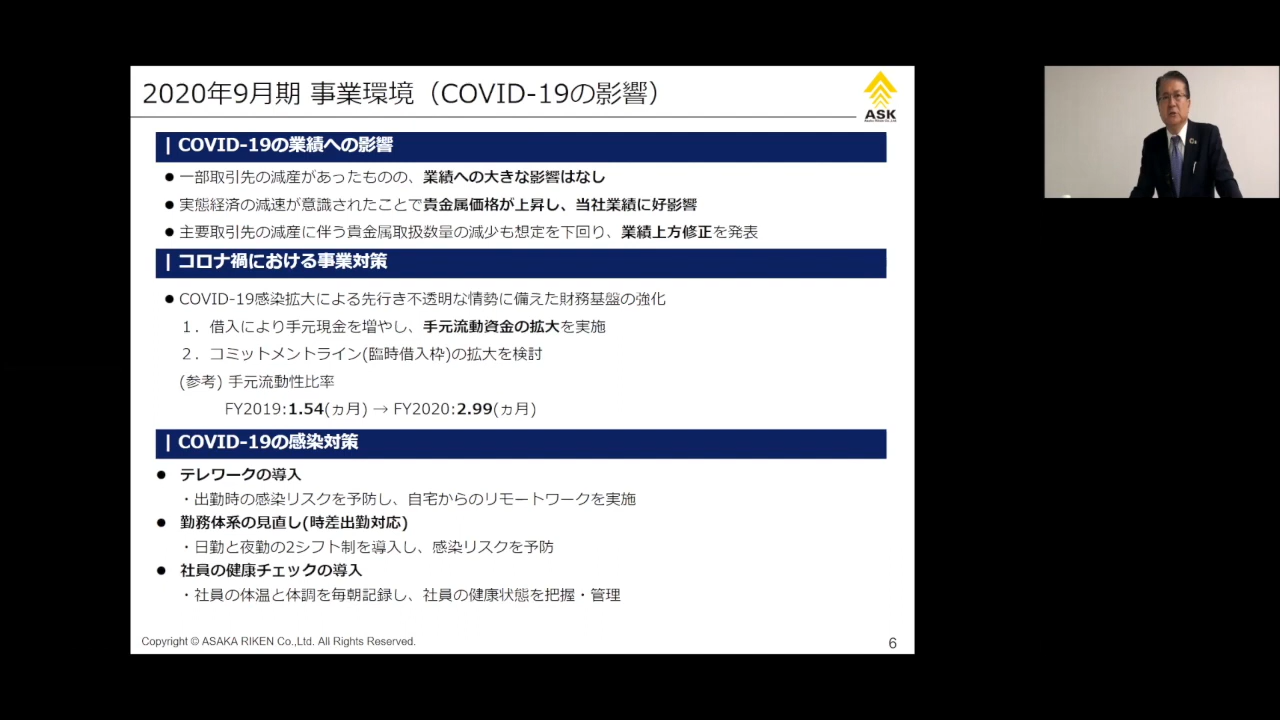 2020年9月期 事業環境（COVID-19の影響）
ASK
Asaka Riken Co.,Ltd.
| COVID-19の業績への影響
● 一部取引先の減産があったものの、業績への大きな影響はなし
● 実態経済の減速が意識されたことで貴金属価格が上昇し、当社業績に好影響
● 主要取引先の減産に伴う貴金属取扱数量の減少も想定を下回り、業績上方修正を発表
| コロナ禍における事業対策
● COVID-19感染拡大による先行き不透明な情勢に備えた財務基盤の強化
１．借入により手元現金を増やし、手元流動資金の拡大を実施
２．コミットメントライン(臨時借入枠)の拡大を検討
(参考) 手元流動性比率
FY2019:1.54(ヵ月) → FY2020:2.99(ヵ月)
| COVID-19の感染対策
● テレワークの導入
・出勤時の感染リスクを予防し、自宅からのリモートワークを実施
● 勤務体系の見直し(時差出勤対応)
・日勤と夜勤の2シフト制を導入し、感染リスクを予防
● 社員の健康チェックの導入
・社員の体温と体調を毎朝記録し、社員の健康状態を把握・管理
Copyright © ASAKA RIKEN Co.,Ltd. All Rights Reserved.
6